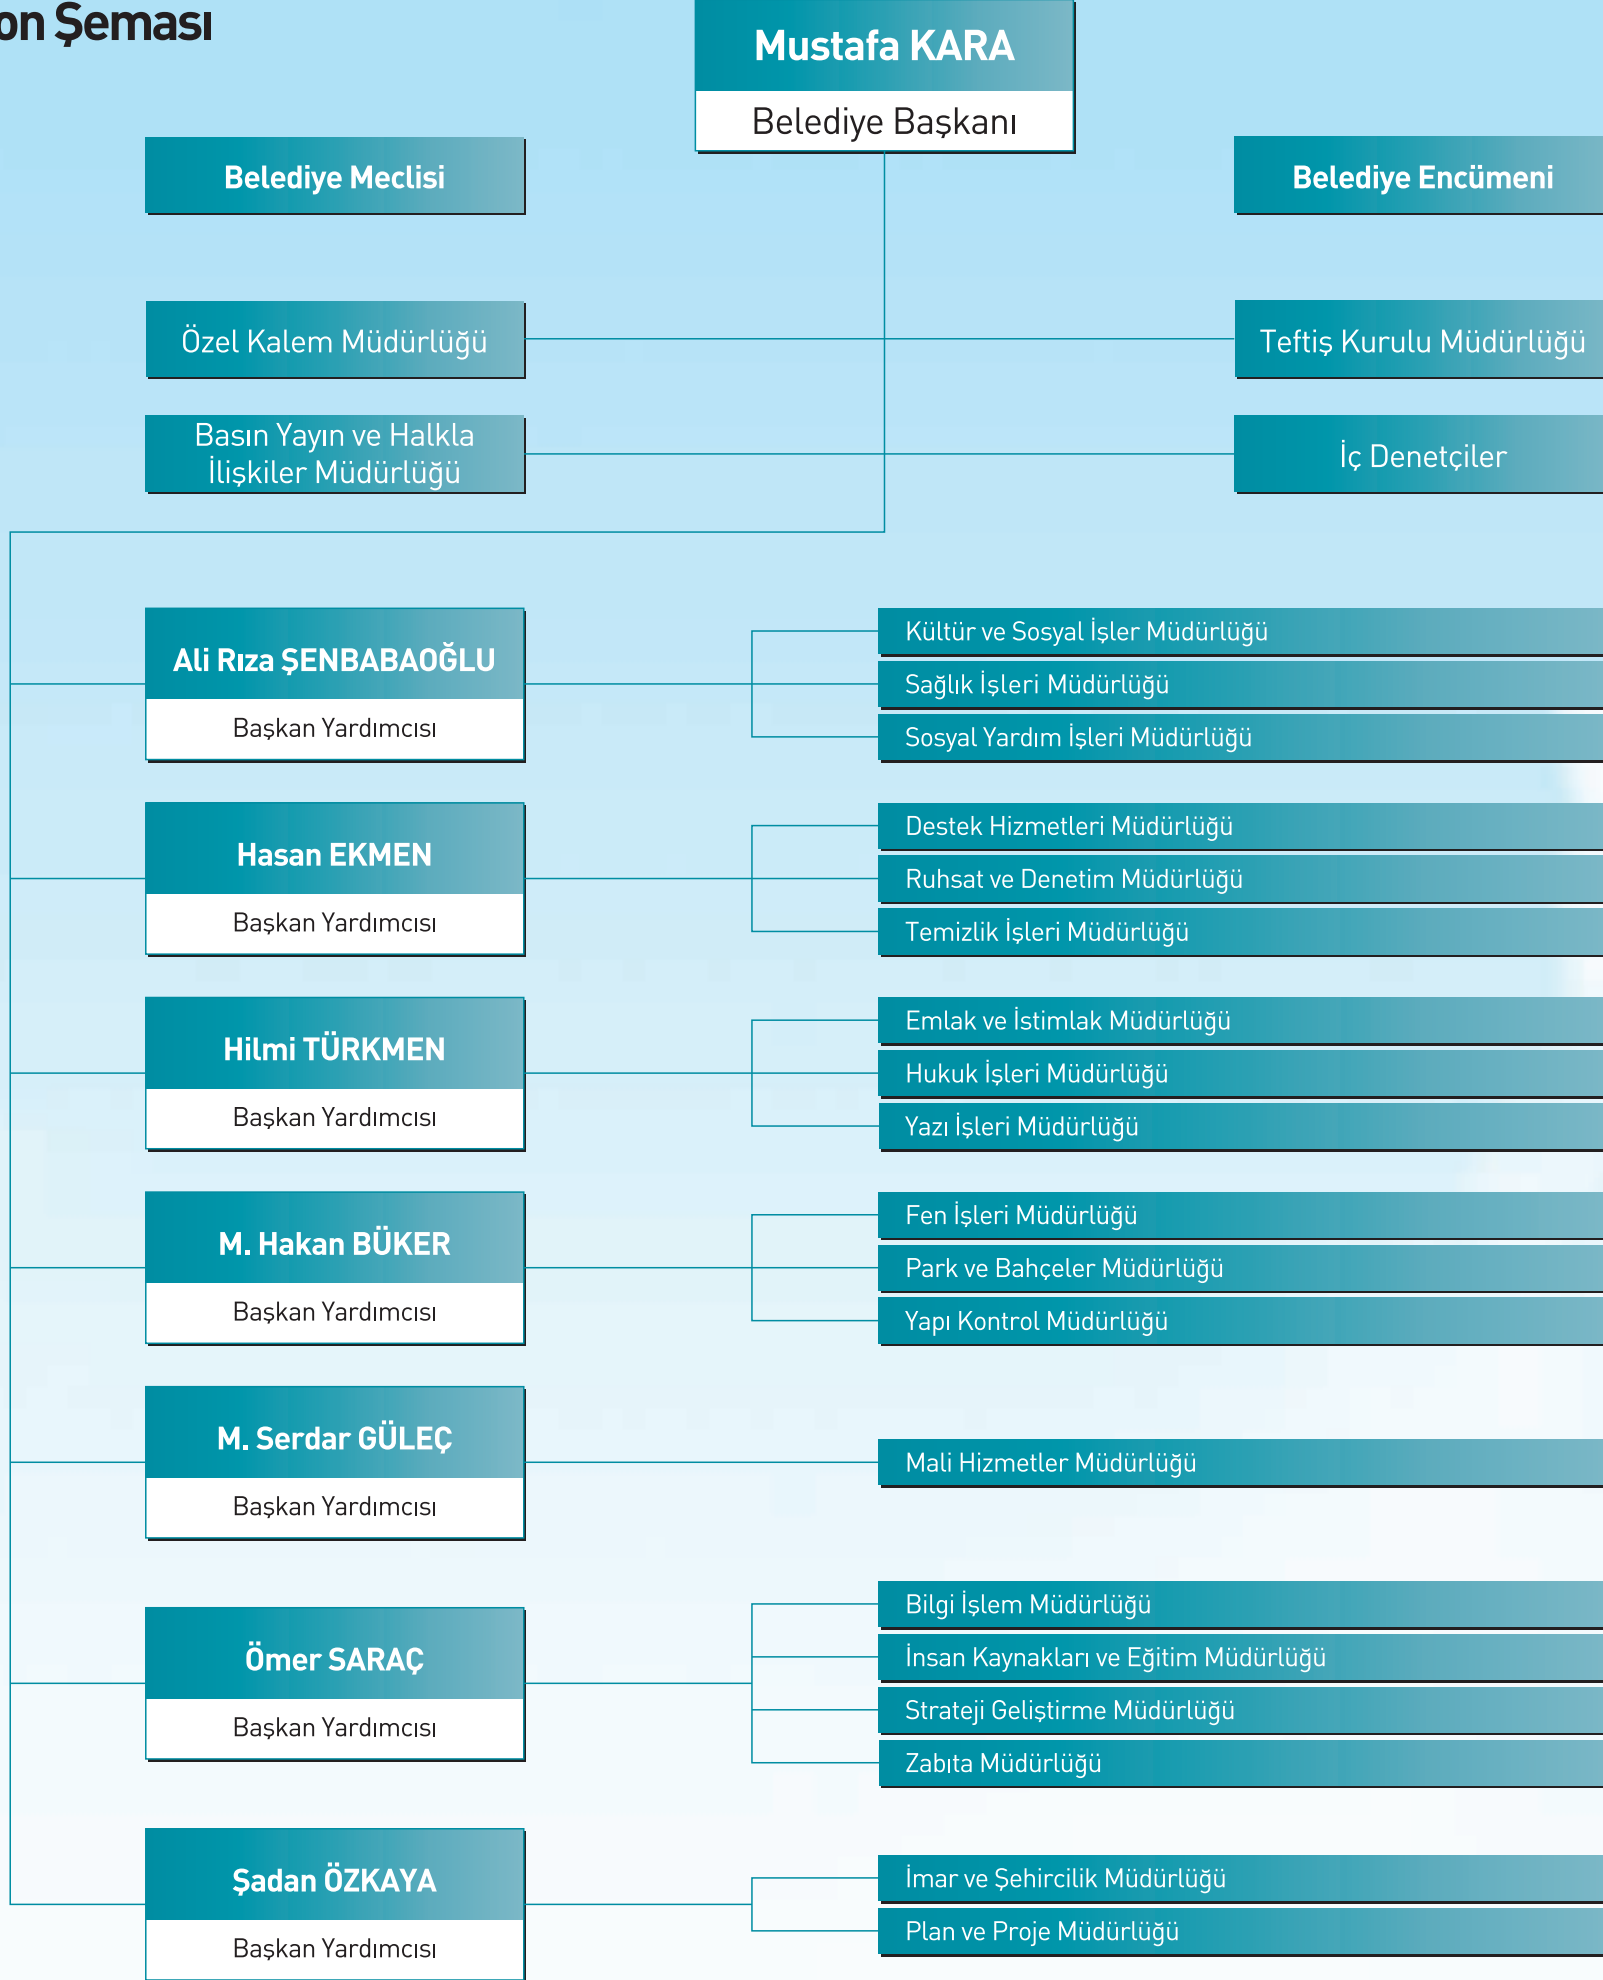 on Şeması
Mustafa KARA
Belediye Başkanı
Belediye Meclisi
Belediye Encümeni
Özel Kalem Müdürlüğü
Teftiş Kurulu Müdürlüğü
Basın Yayın ve Halkla
İlişkiler Müdürlüğü
İç Denetçiler
Ali Rıza ŞENBABAOĞLU
Başkan Yardımcısı
Kültür ve Sosyal İşler Müdürlüğü
Sağlık İşleri Müdürlüğü
Sosyal Yardım İşleri Müdürlüğü
Hasan EKMEN
Başkan Yardımcısı
Destek Hizmetleri Müdürlüğü
Ruhsat ve Denetim Müdürlüğü
Temizlik İşleri Müdürlüğü
Hilmi TÜRKMEN
Başkan Yardımcısı
Emlak ve İstimlak Müdürlüğü
Hukuk İşleri Müdürlüğü
Yazı İşleri Müdürlüğü
M. Hakan BÜKER
Başkan Yardımcısı
Fen İşleri Müdürlüğü
Park ve Bahçeler Müdürlüğü
Yapı Kontrol Müdürlüğü
M. Serdar GÜLEÇ
Başkan Yardımcısı
Mali Hizmetler Müdürlüğü
Ömer SARAÇ
Başkan Yardımcısı
Bilgi İşlem Müdürlüğü
İnsan Kaynakları ve Eğitim Müdürlüğü
Strateji Geliştirme Müdürlüğü
Zabıta Müdürlüğü
Şadan ÖZKAYA
Başkan Yardımcısı
İmar ve Şehircilik Müdürlüğü
Plan ve Proje Müdürlüğü